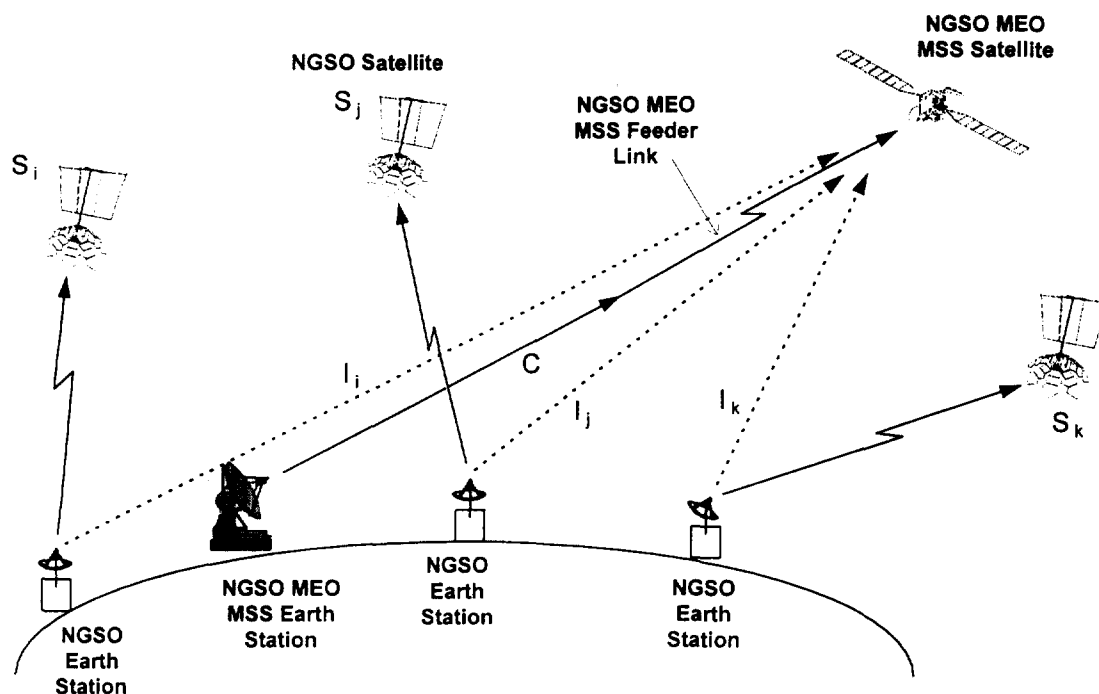 NGSO MEO
MSS Satellite
NGSO Satellite
S j
NGSO MEO
MSS Feeder
Link
S i
I i
C
I j
I k
S k
NGSO MEO
MSS Earth
Station
NGSO
Earth
Station
NGSO
Earth
Station
NGSO
Earth
Station